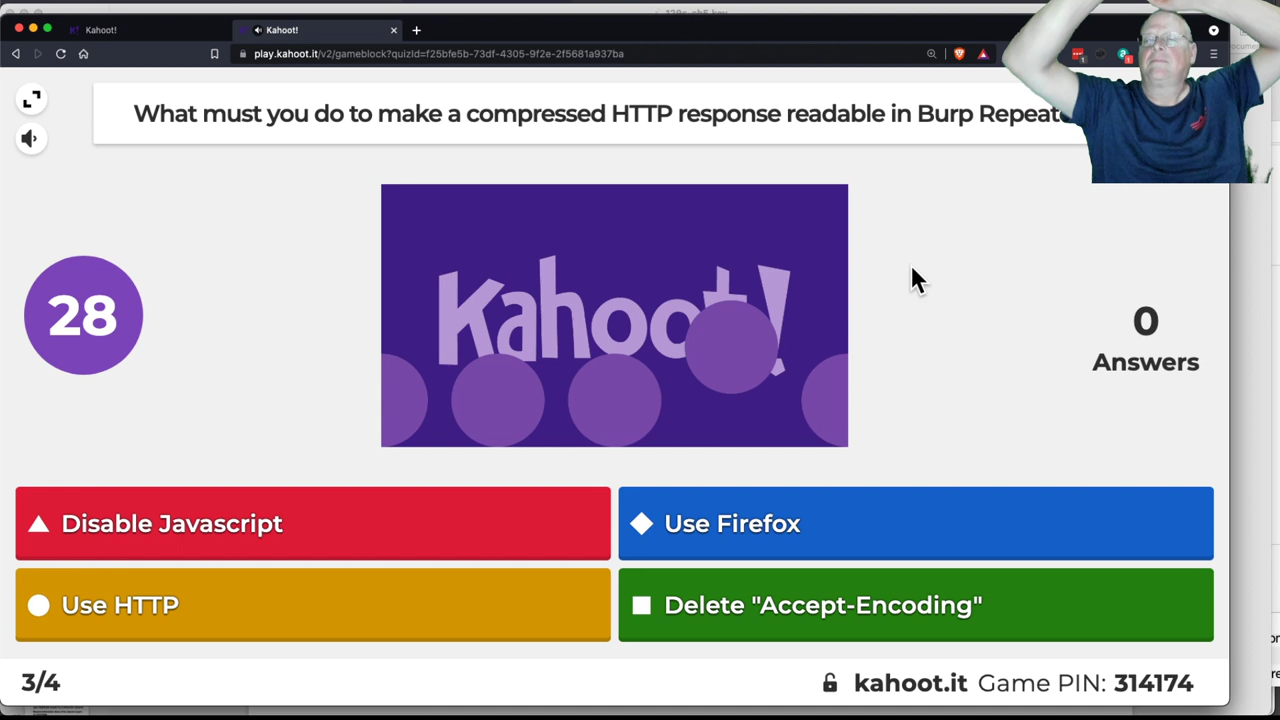 Kahoot!
Kahoot!
play.kahoot.it/v2/gameblock?quizId=f25bfe5b-73df-4305-9f2e-2f5681a937ba
What must you do to make a compressed HTTP response readable in Burp
28
Kahoot!
0
Answers
Disable Javascript
Use Firefox
Use HTTP
Delete "Accept-Encoding"
3/4
kahoot.it Game PIN: 314174